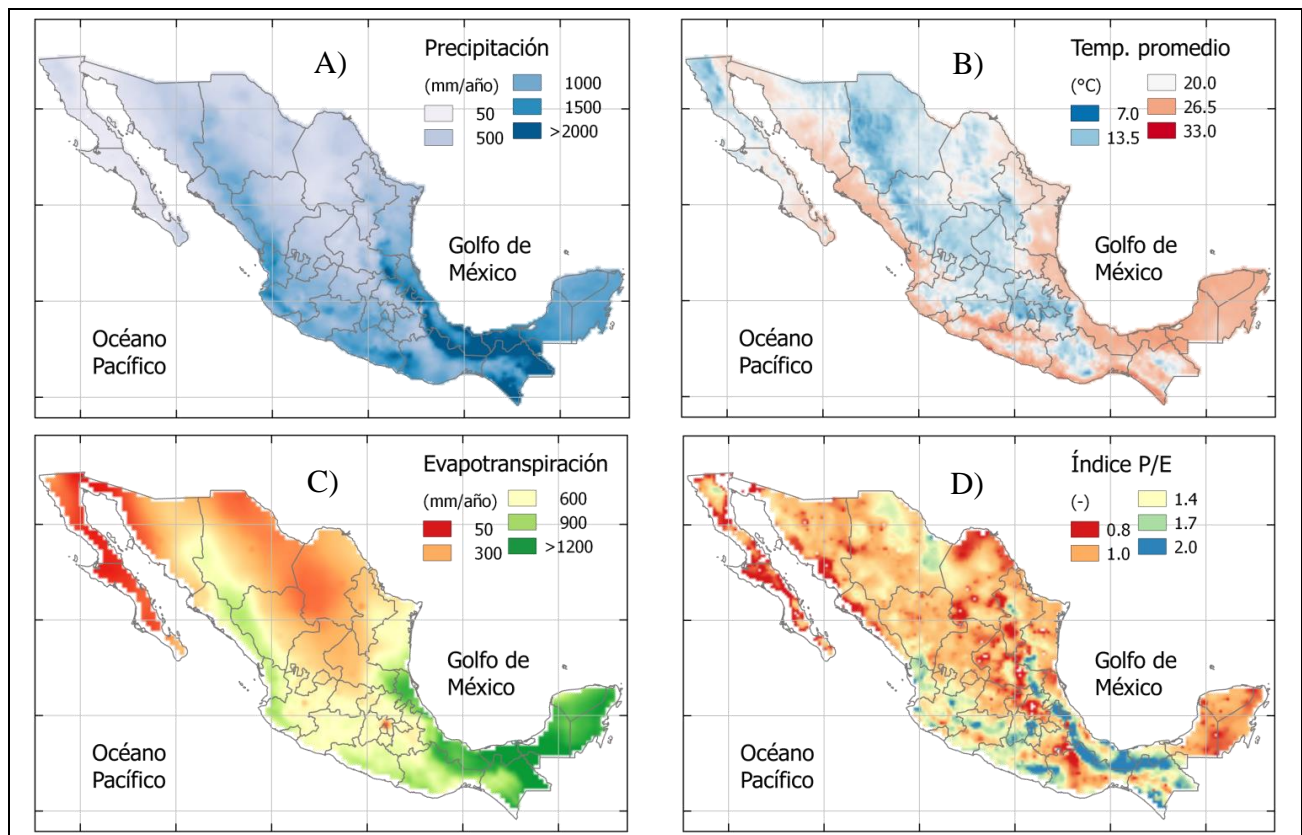 A)
Precipitación
(mm/año)
50
500
1000
1500
>2000
Golfo de
México
Océano
Pacífico
B)
Temp. promedio
(°C)
7.0
13.5
20.0
26.5
33.0
Golfo de
México
Océano
Pacífico
C)
Evapotranspiración
(mm/año)
50
300
600
900
>1200
Golfo de
México
Océano
Pacífico
D)
Índice P/E
(-)
0.8
1.0
1.4
1.7
2.0
Golfo de
México
Océano
Pacífico